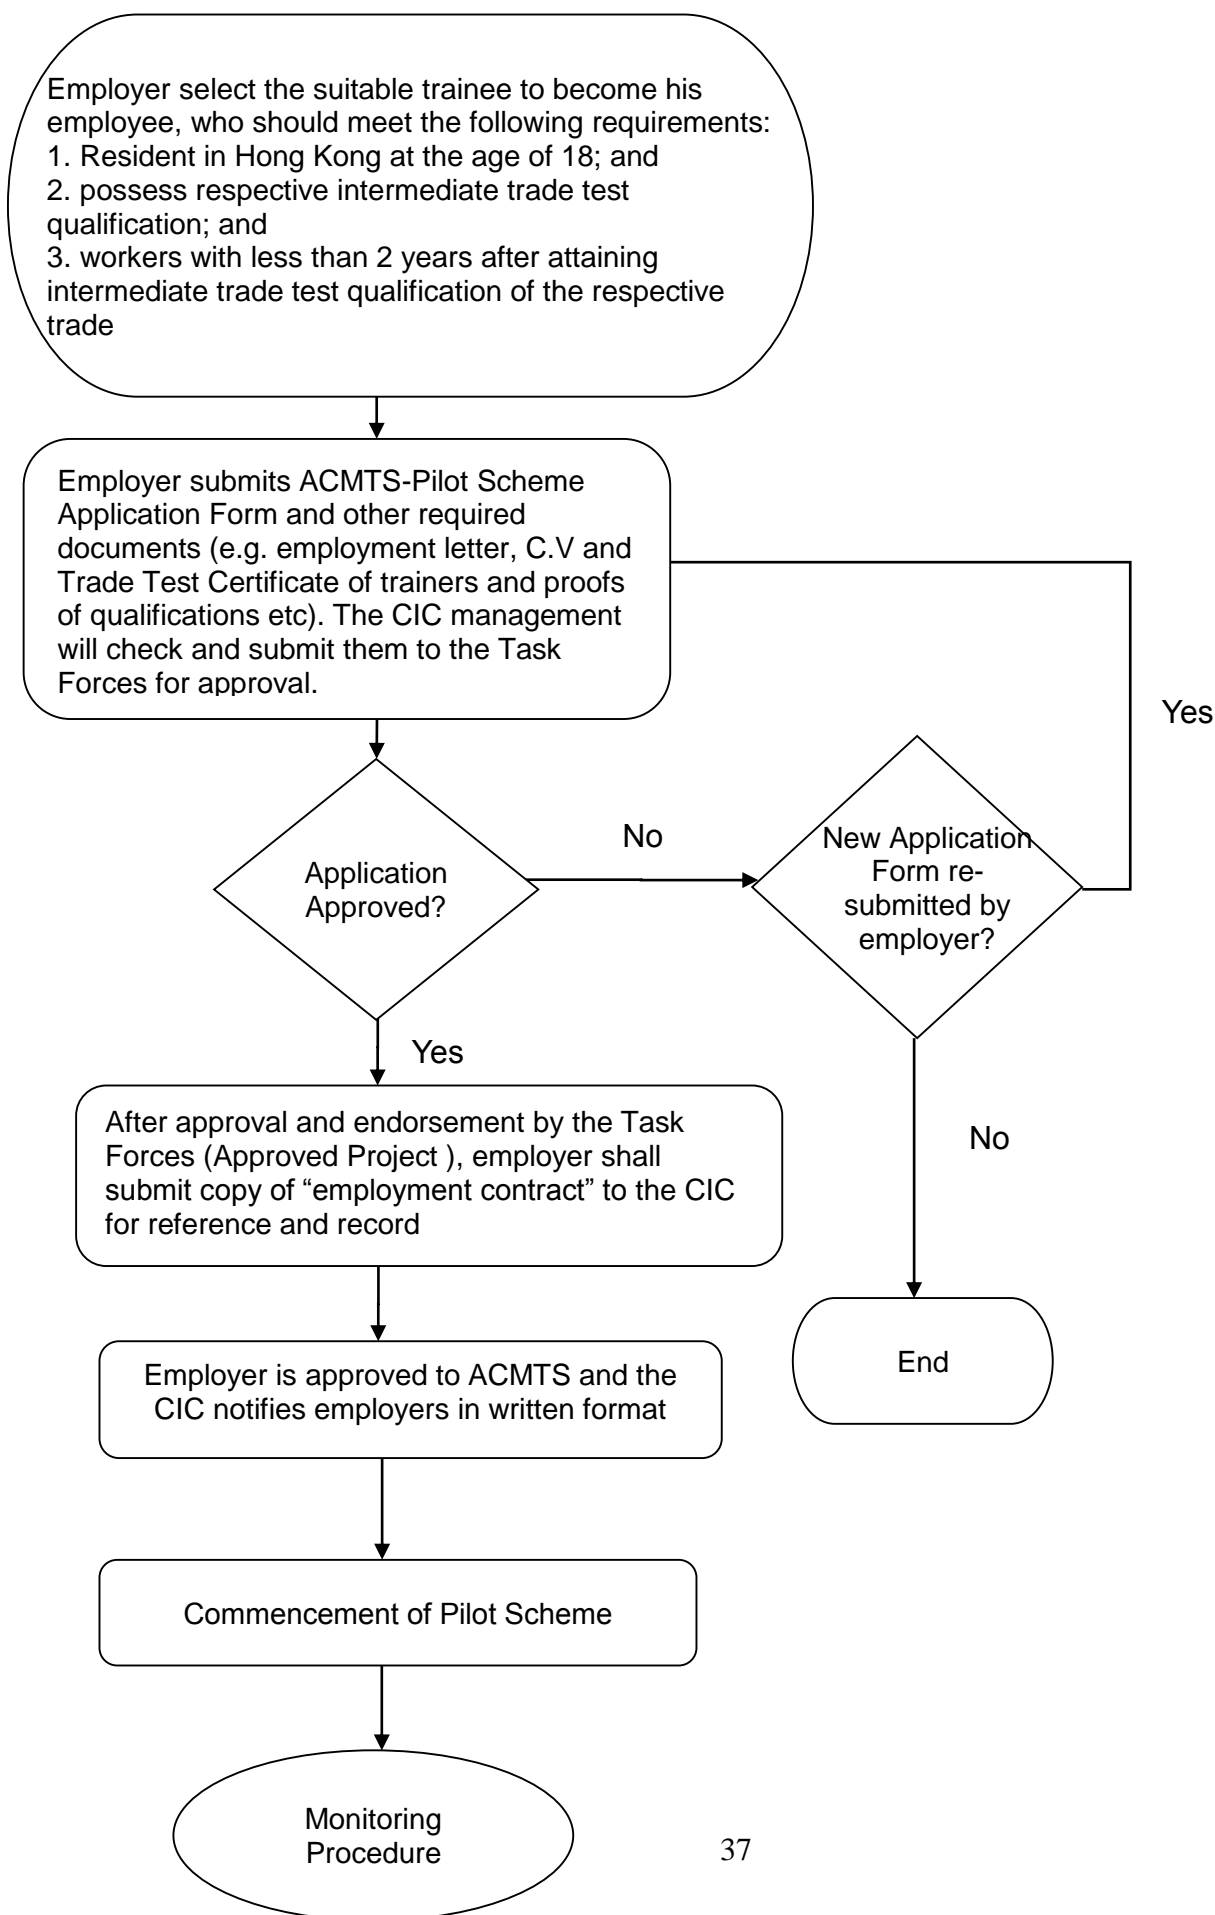 Employer select the suitable trainee to become his
employee, who should meet the following requirements:
1. Resident in Hong Kong at the age of 18; and
2. possess respective intermediate trade test
qualification; and
3. workers with less than 2 years after attaining
intermediate trade test qualification of the respective
trade
Employer submits ACMTS-Pilot Scheme
Application Form and other required
documents (e.g. employment letter, C.V and
Trade Test Certificate of trainers and proofs
of qualifications etc). The CIC management
will check and submit them to the Task
Forces for approval.
Yes
No
Application
Approved?
New Application
Form re-
submitted by
employer?
Yes
No
After approval and endorsement by the Task
Forces (Approved Project ), employer shall
submit copy of “employment contract” to the CIC
for reference and record
Employer is approved to ACMTS and the
CIC notifies employers in written format
End
Commencement of Pilot Scheme
Monitoring
Procedure
37